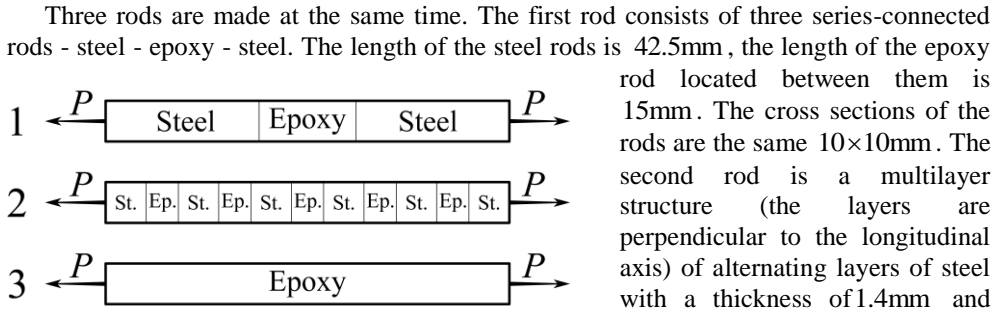 Three rods are made at the same time. The first rod consists of three series-connected
rods - steel - epoxy - steel. The length of the steel rods is 42.5mm, the length of the epoxy
rod located between them is
15mm. The cross sections of the
rods are the same 10×10mm. The
second rod is a multilayer
structure (the layers are
perpendicular to the longitudinal
axis) of alternating layers of steel
with a thickness of 1.4mm and
1 P Steel Epoxy Steel P
2 P St. Ep. St. Ep. St. Ep. St. Ep. St. Ep. St. P
3 P Epoxy P